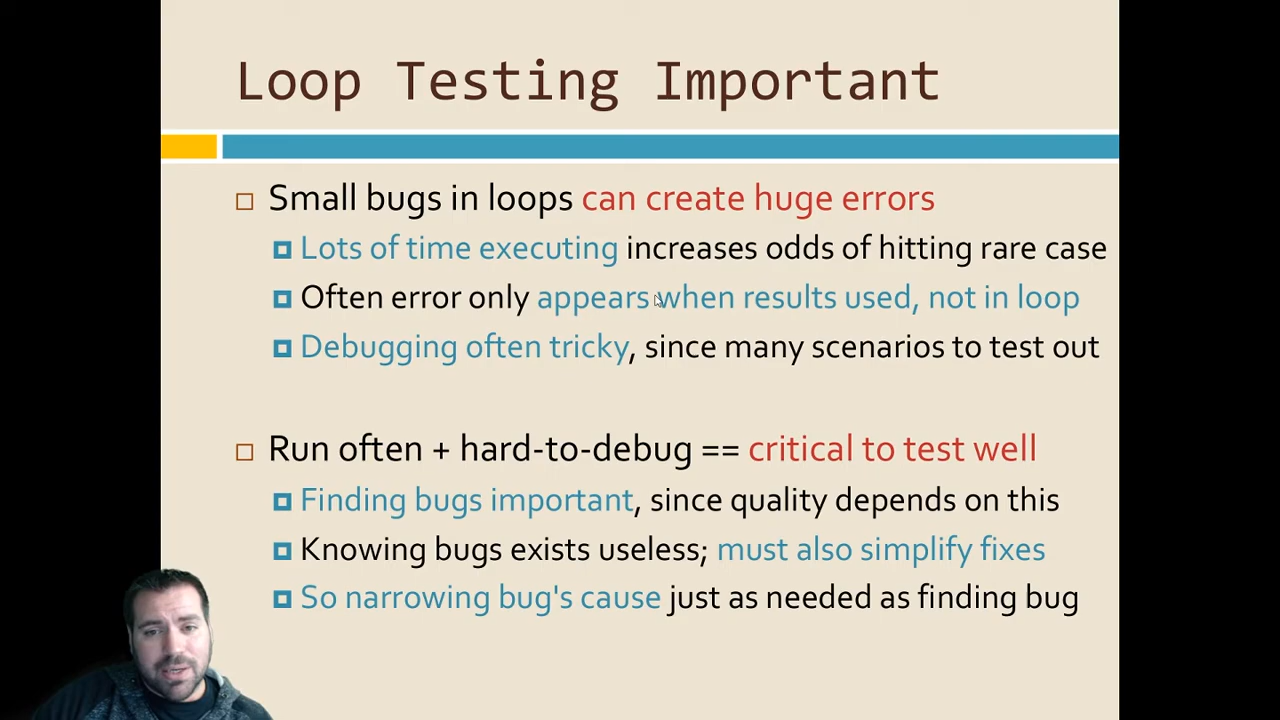 Loop Testing Important
Small bugs in loops can create huge errors
Lots of time executing increases odds of hitting rare case
Often error only appears when results used, not in loop
Debugging often tricky, since many scenarios to test out
Run often + hard-to-debug == critical to test well
Finding bugs important, since quality depends on this
Knowing bugs exists useless; must also simplify fixes
So narrowing bug's cause just as needed as finding bug